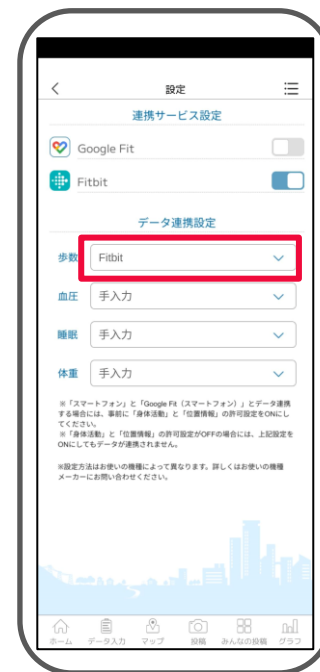 設定
連携サービス設定
Google Fit
Fitbit
データ連携設定
歩数 Fitbit
血圧 手入力
睡眠 手入力
体重 手入力
※「スマートフォン」と「Google Fit（スマートフォン）」とデータ連携
する場合には、事前に「身体活動」と「位置情報」の許可設定をONにし
てください。
※「身体活動」と「位置情報」の許可設定がOFFの場合には、上記設定を
ONにしてもデータが連携されません。
※設定方法はお使いの機種によって異なります。詳しくはお使いの機種
メーカーにお問い合わせください。
ホーム データ入力 マップ 投稿 みんなの投稿 グラフ